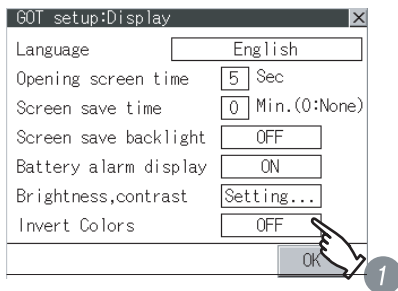 GOT setup:Display ×
Language English
Opening screen time 5 Sec
Screen save time 0 Min.(0:None)
Screen save backlight OFF
Battery alarm display ON
Brightness,contrast Setting...
Invert Colors OFF
OK
1